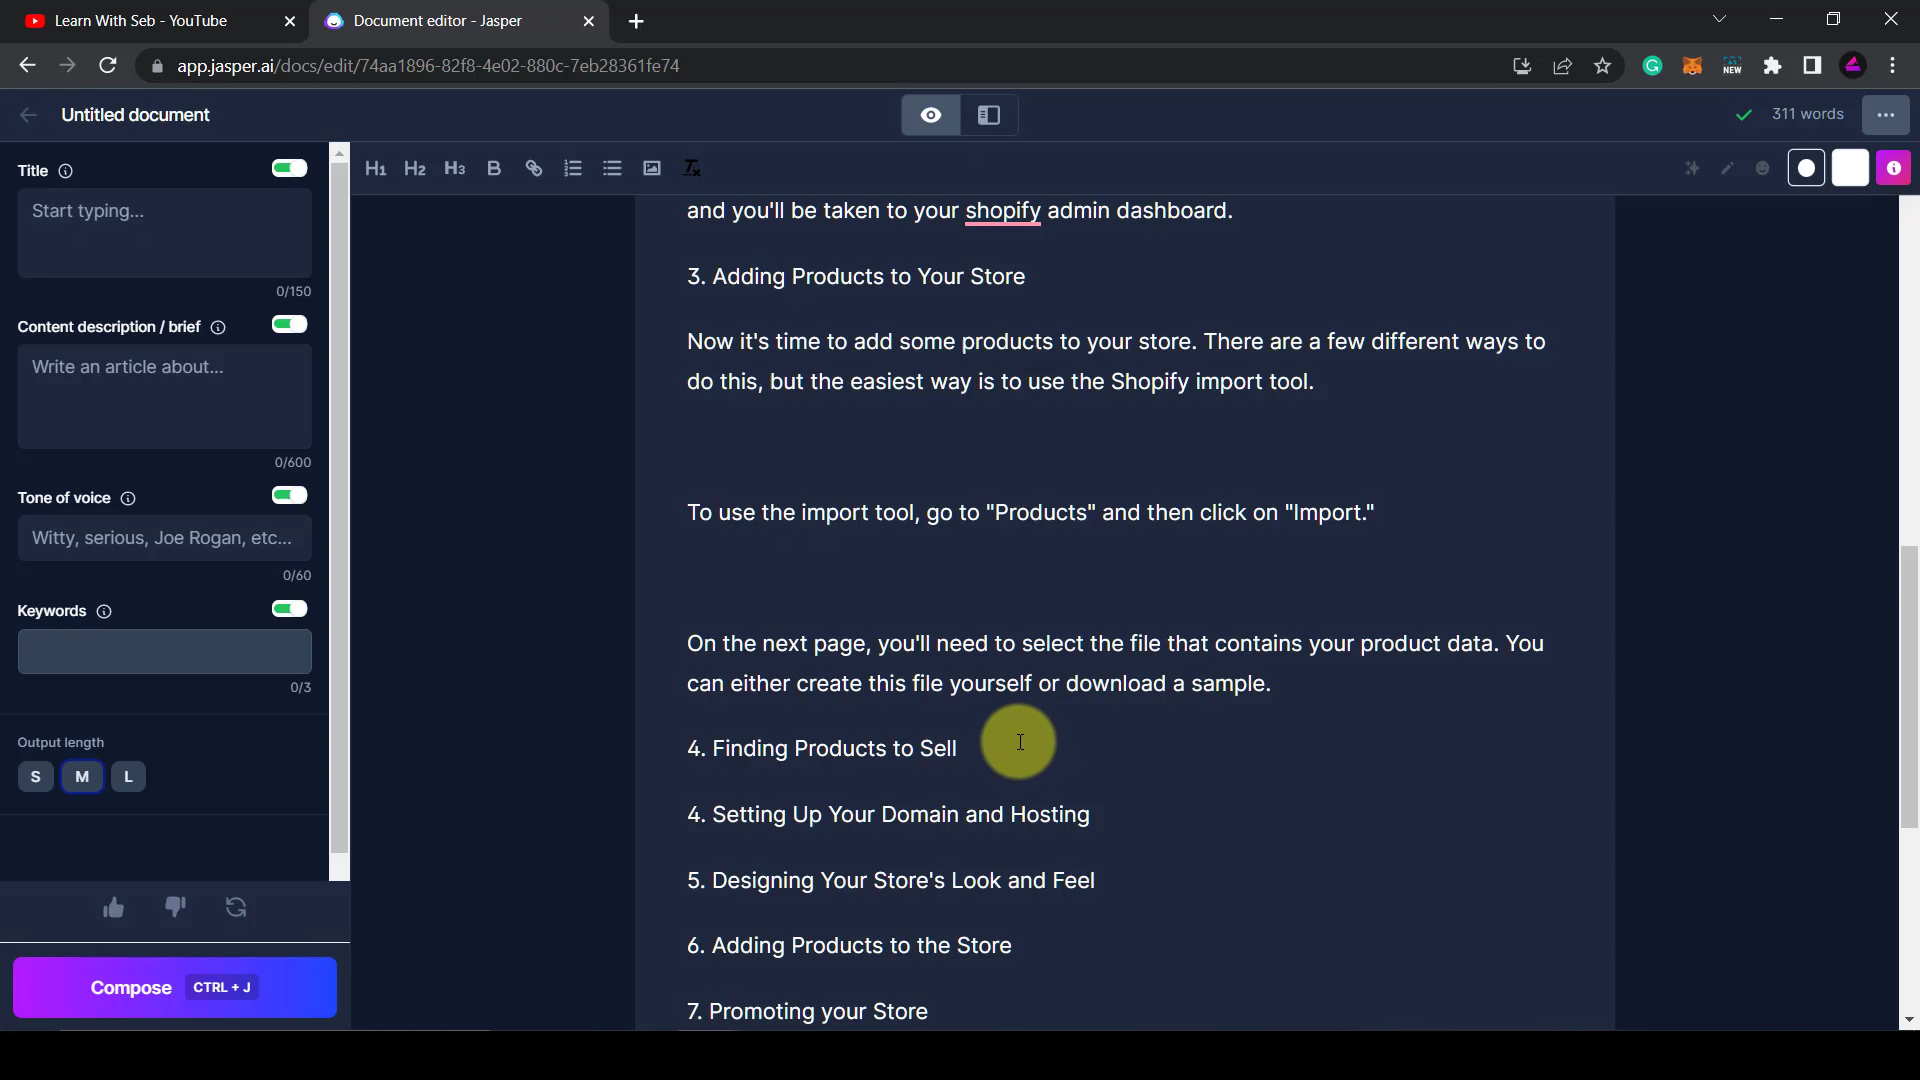 Learn With Seb - YouTube
Document editor - Jasper
app.jasper.ai/docs/edit/74aa1896-82f8-4e02-880c-7eb28361fe74
NEW
Untitled document
311 words
Title
Start typing...
0/150
Content description / brief
Write an article about...
0/600
Tone of voice
Witty, serious, Joe Rogan, etc...
0/60
Keywords
0/3
Output length
S M L
Compose CTRL + J
H1 H2 H3 B
and you'll be taken to your shopify admin dashboard.
3. Adding Products to Your Store
Now it's time to add some products to your store. There are a few different ways to
do this, but the easiest way is to use the Shopify import tool.
To use the import tool, go to "Products" and then click on "Import."
On the next page, you'll need to select the file that contains your product data. You
can either create this file yourself or download a sample.
4. Finding Products to Sell
4. Setting Up Your Domain and Hosting
5. Designing Your Store's Look and Feel
6. Adding Products to the Store
7. Promoting your Store